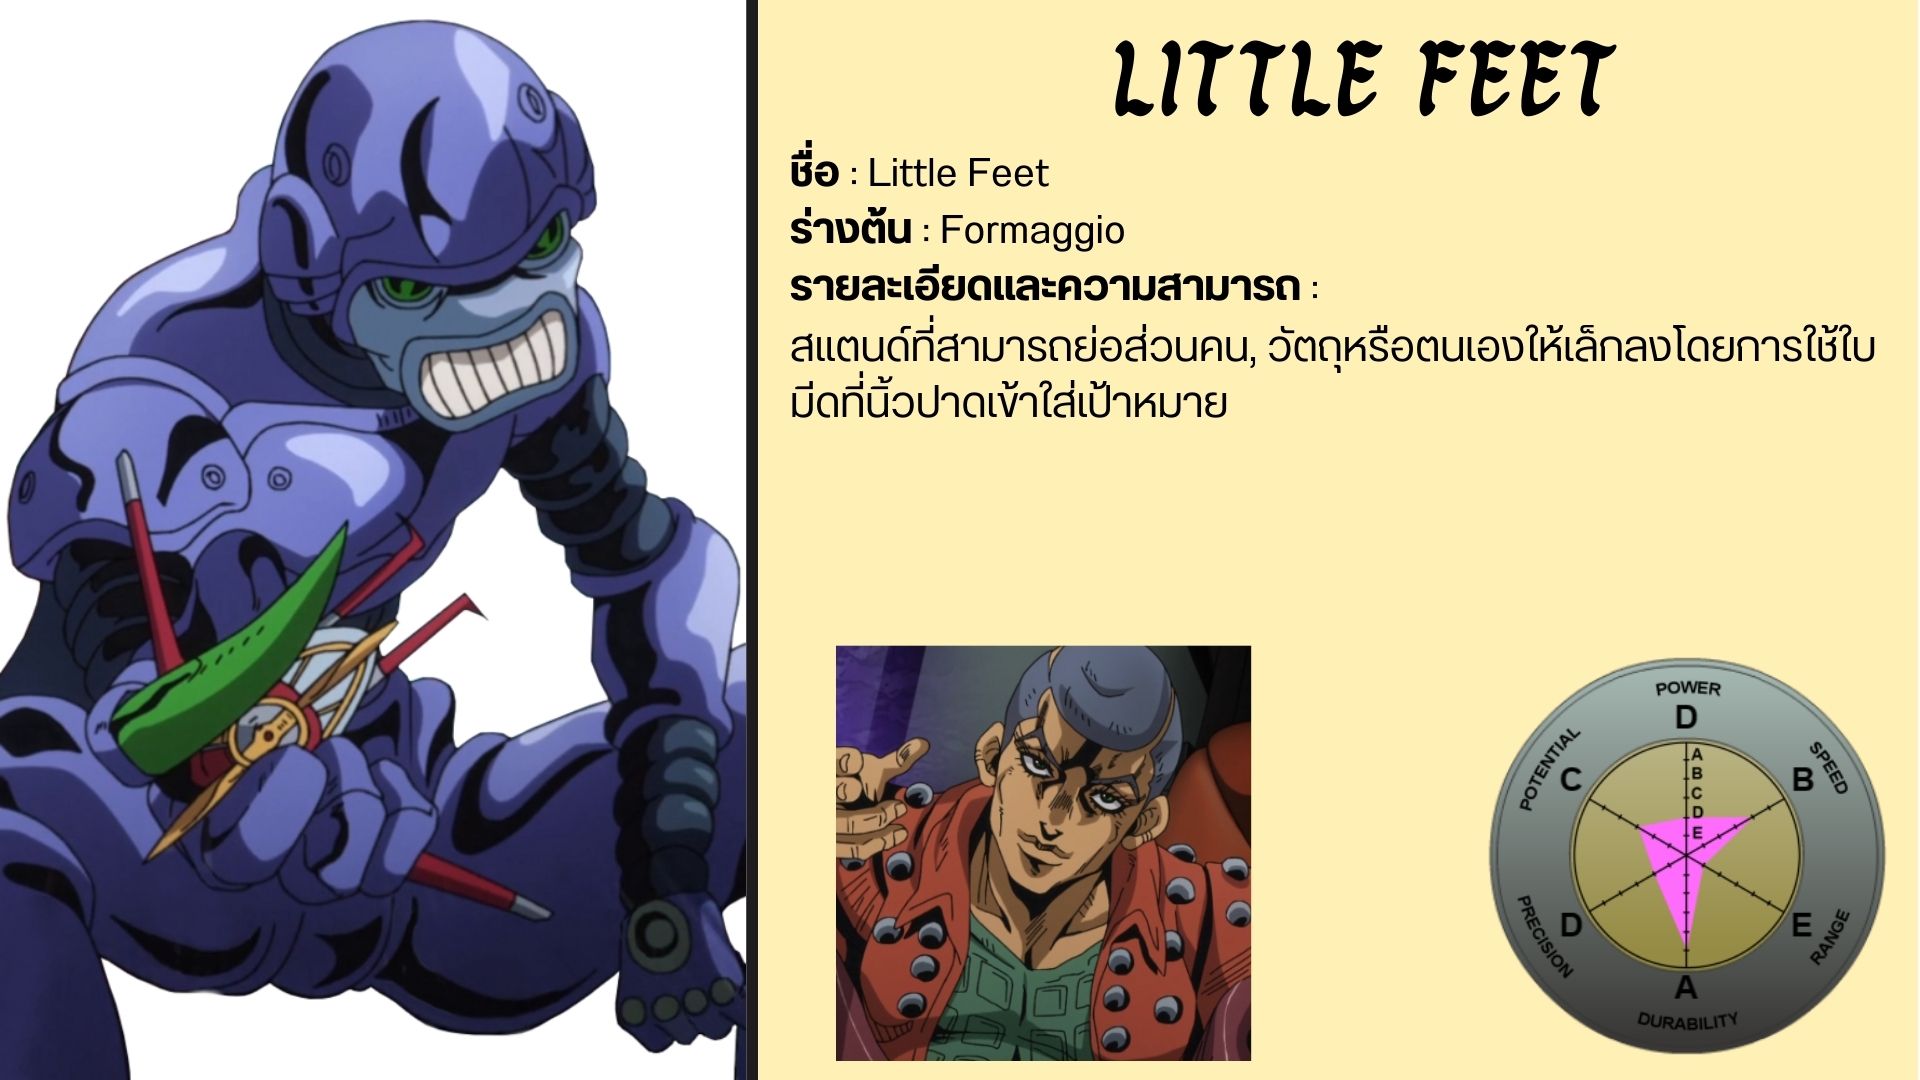 LITTLE FEET
ชื่อ : Little Feet
ร่างต้น : Formaggio
รายละเอียดและความสามารถ :
สแตนด์ที่สามารถย่อส่วนคน, วัตถุหรือตนเองให้เล็กลงโดยการใช้ใบ
มีดที่นิ้วปาดเข้าใส่เป้าหมาย
POWER
D
POTENTIAL
C
SPEED
B
A
B
C
D
E
PRECISION
D
RANGE
E
A
DURABILITY